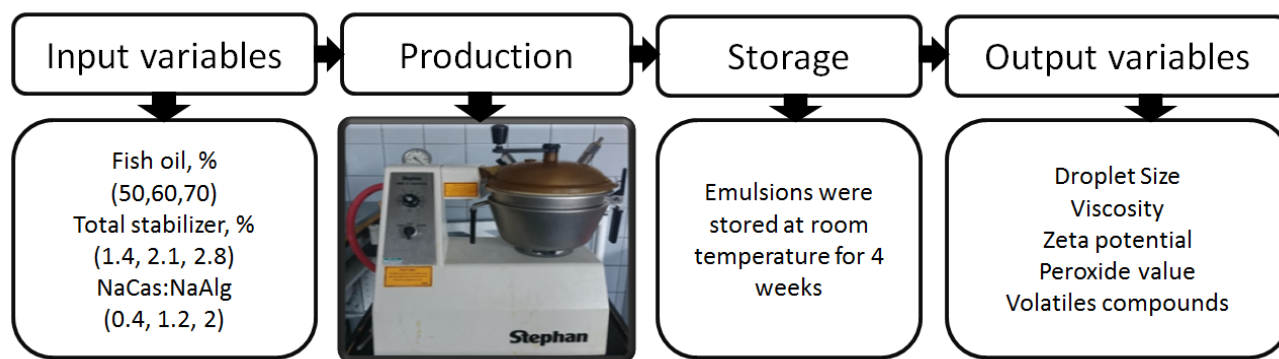 Input variables
Production
Storage
Output variables
Fish oil, %
(50,60,70)
Total stabilizer, %
(1.4, 2.1, 2.8)
NaCas:NaAlg
(0.4, 1.2, 2)
Stephan
Emulsions were
stored at room
temperature for 4
weeks
Droplet Size
Viscosity
Zeta potential
Peroxide value
Volatiles compounds